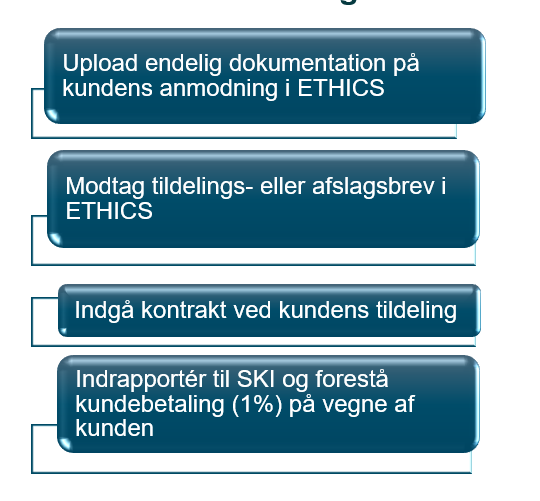 Upload endelig dokumentation på
kundens anmodning i ETHICS
Modtag tildelings- eller afslagsbrev i
ETHICS
Indgå kontrakt ved kundens tildeling
Indrapportér til SKI og forestå
kundebetaling (1%) på vegne af
kunden